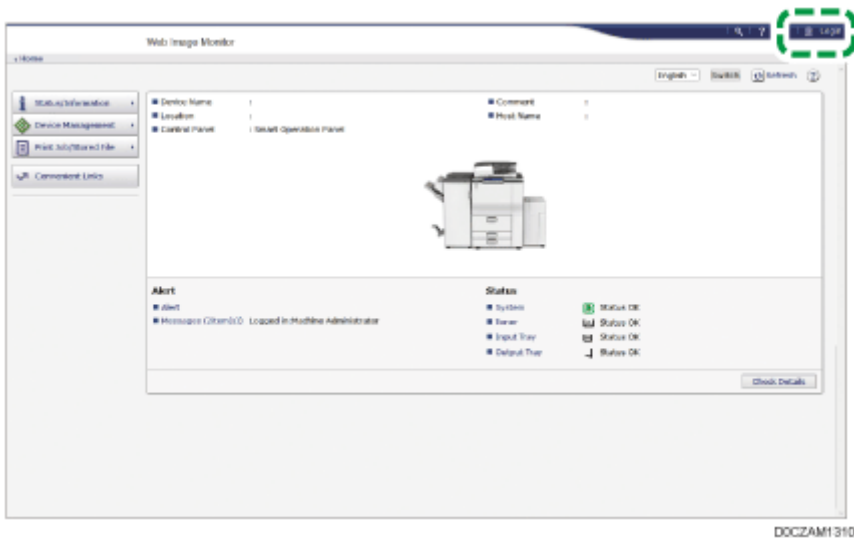 Login
Web Image Monitor
Home
English Switch Refresh
Status/Information
Device Management
Print Job/Stored File
Convenient Links
Device Name :
Location :
Control Panel : Smart Operation Panel
Comment :
Host Name :
Alert
Alert
Messages (2item(s)) Logged in:Machine Administrator
Status
System Status OK
Toner Status OK
Input Tray Status OK
Output Tray Status OK
Check Details
D0CZAM1310